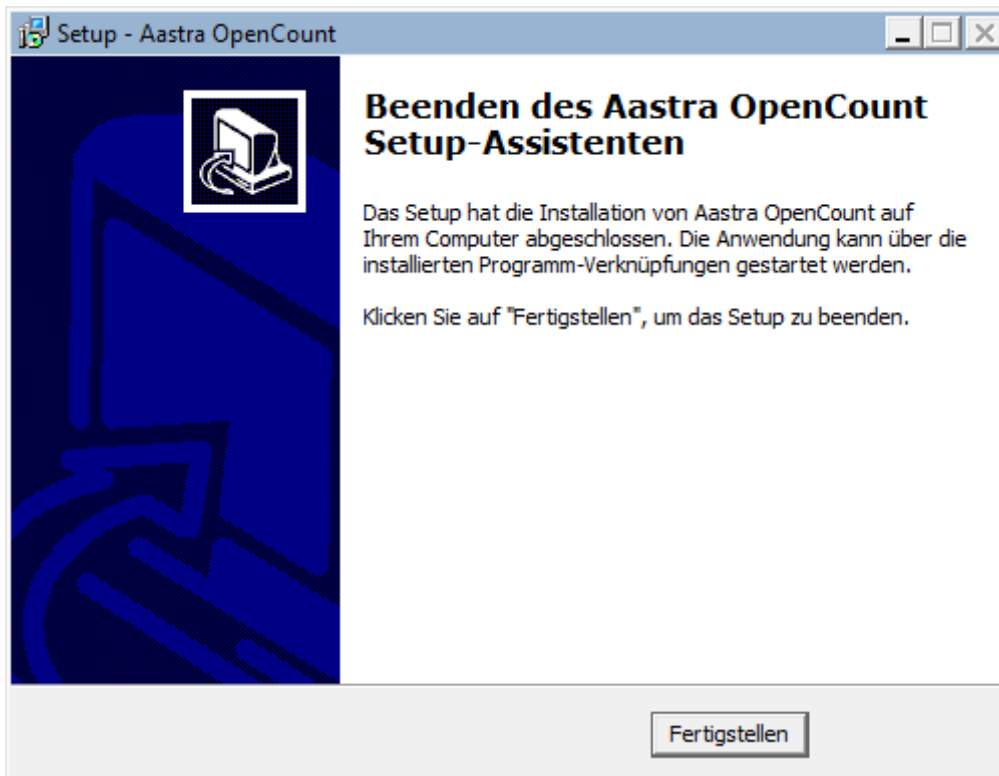 Setup - Aastra OpenCount
Beenden des Aastra OpenCount
Setup-Assistenten
Das Setup hat die Installation von Aastra OpenCount auf
Ihrem Computer abgeschlossen. Die Anwendung kann über die
installierten Programm-Verknüpfungen gestartet werden.
Klicken Sie auf "Fertigstellen", um das Setup zu beenden.
Fertigstellen